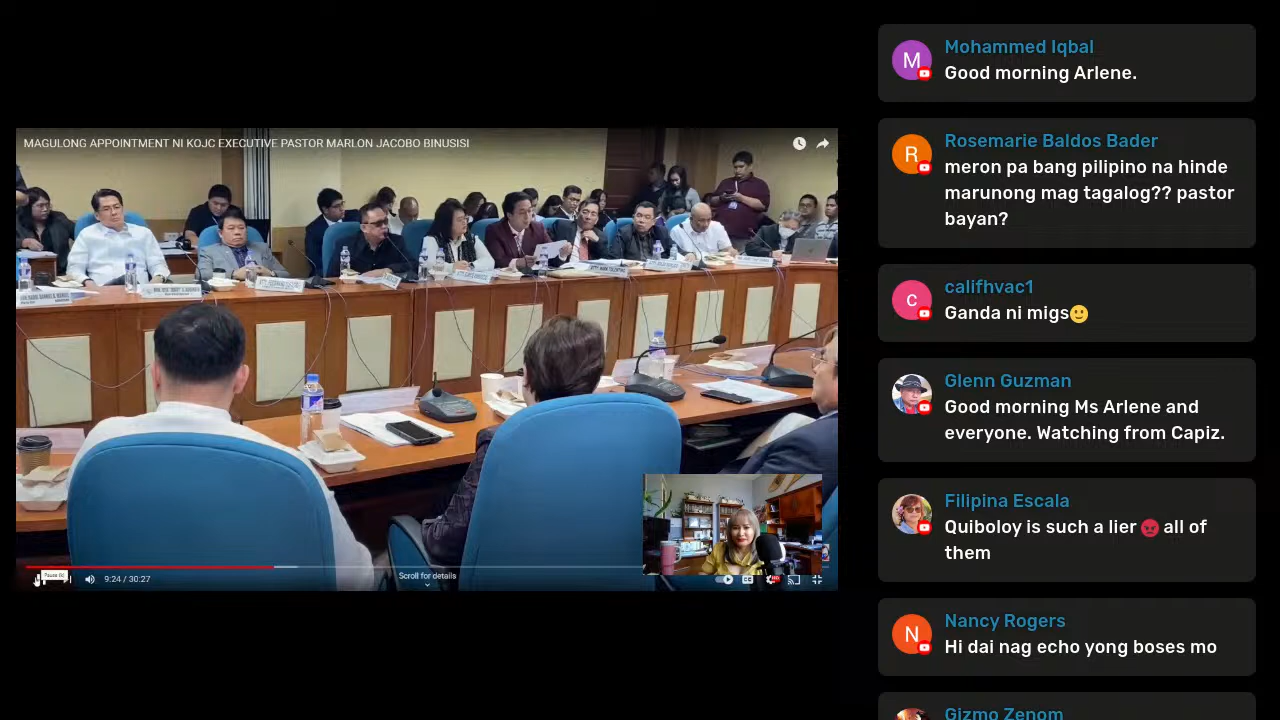 MAGULONG APPOINTMENT NI KOJC EXECUTIVE PASTOR MARLON JACOBO BINUSISI
Pause (k)
9:24 / 30:27
Scroll for details
CC
HD
M
Mohammed Iqbal
Good morning Arlene.
R
Rosemarie Baldos Bader
meron pa bang pilipino na hinde
marunong mag tagalog?? pastor
bayan?
c
califhvac1
Ganda ni migs🙂
Glenn Guzman
Good morning Ms Arlene and
everyone. Watching from Capiz.
Filipina Escala
Quiboloy is such a lier 😡 all of
them
N
Nancy Rogers
Hi dai nag echo yong boses mo
Gizmo Zenom